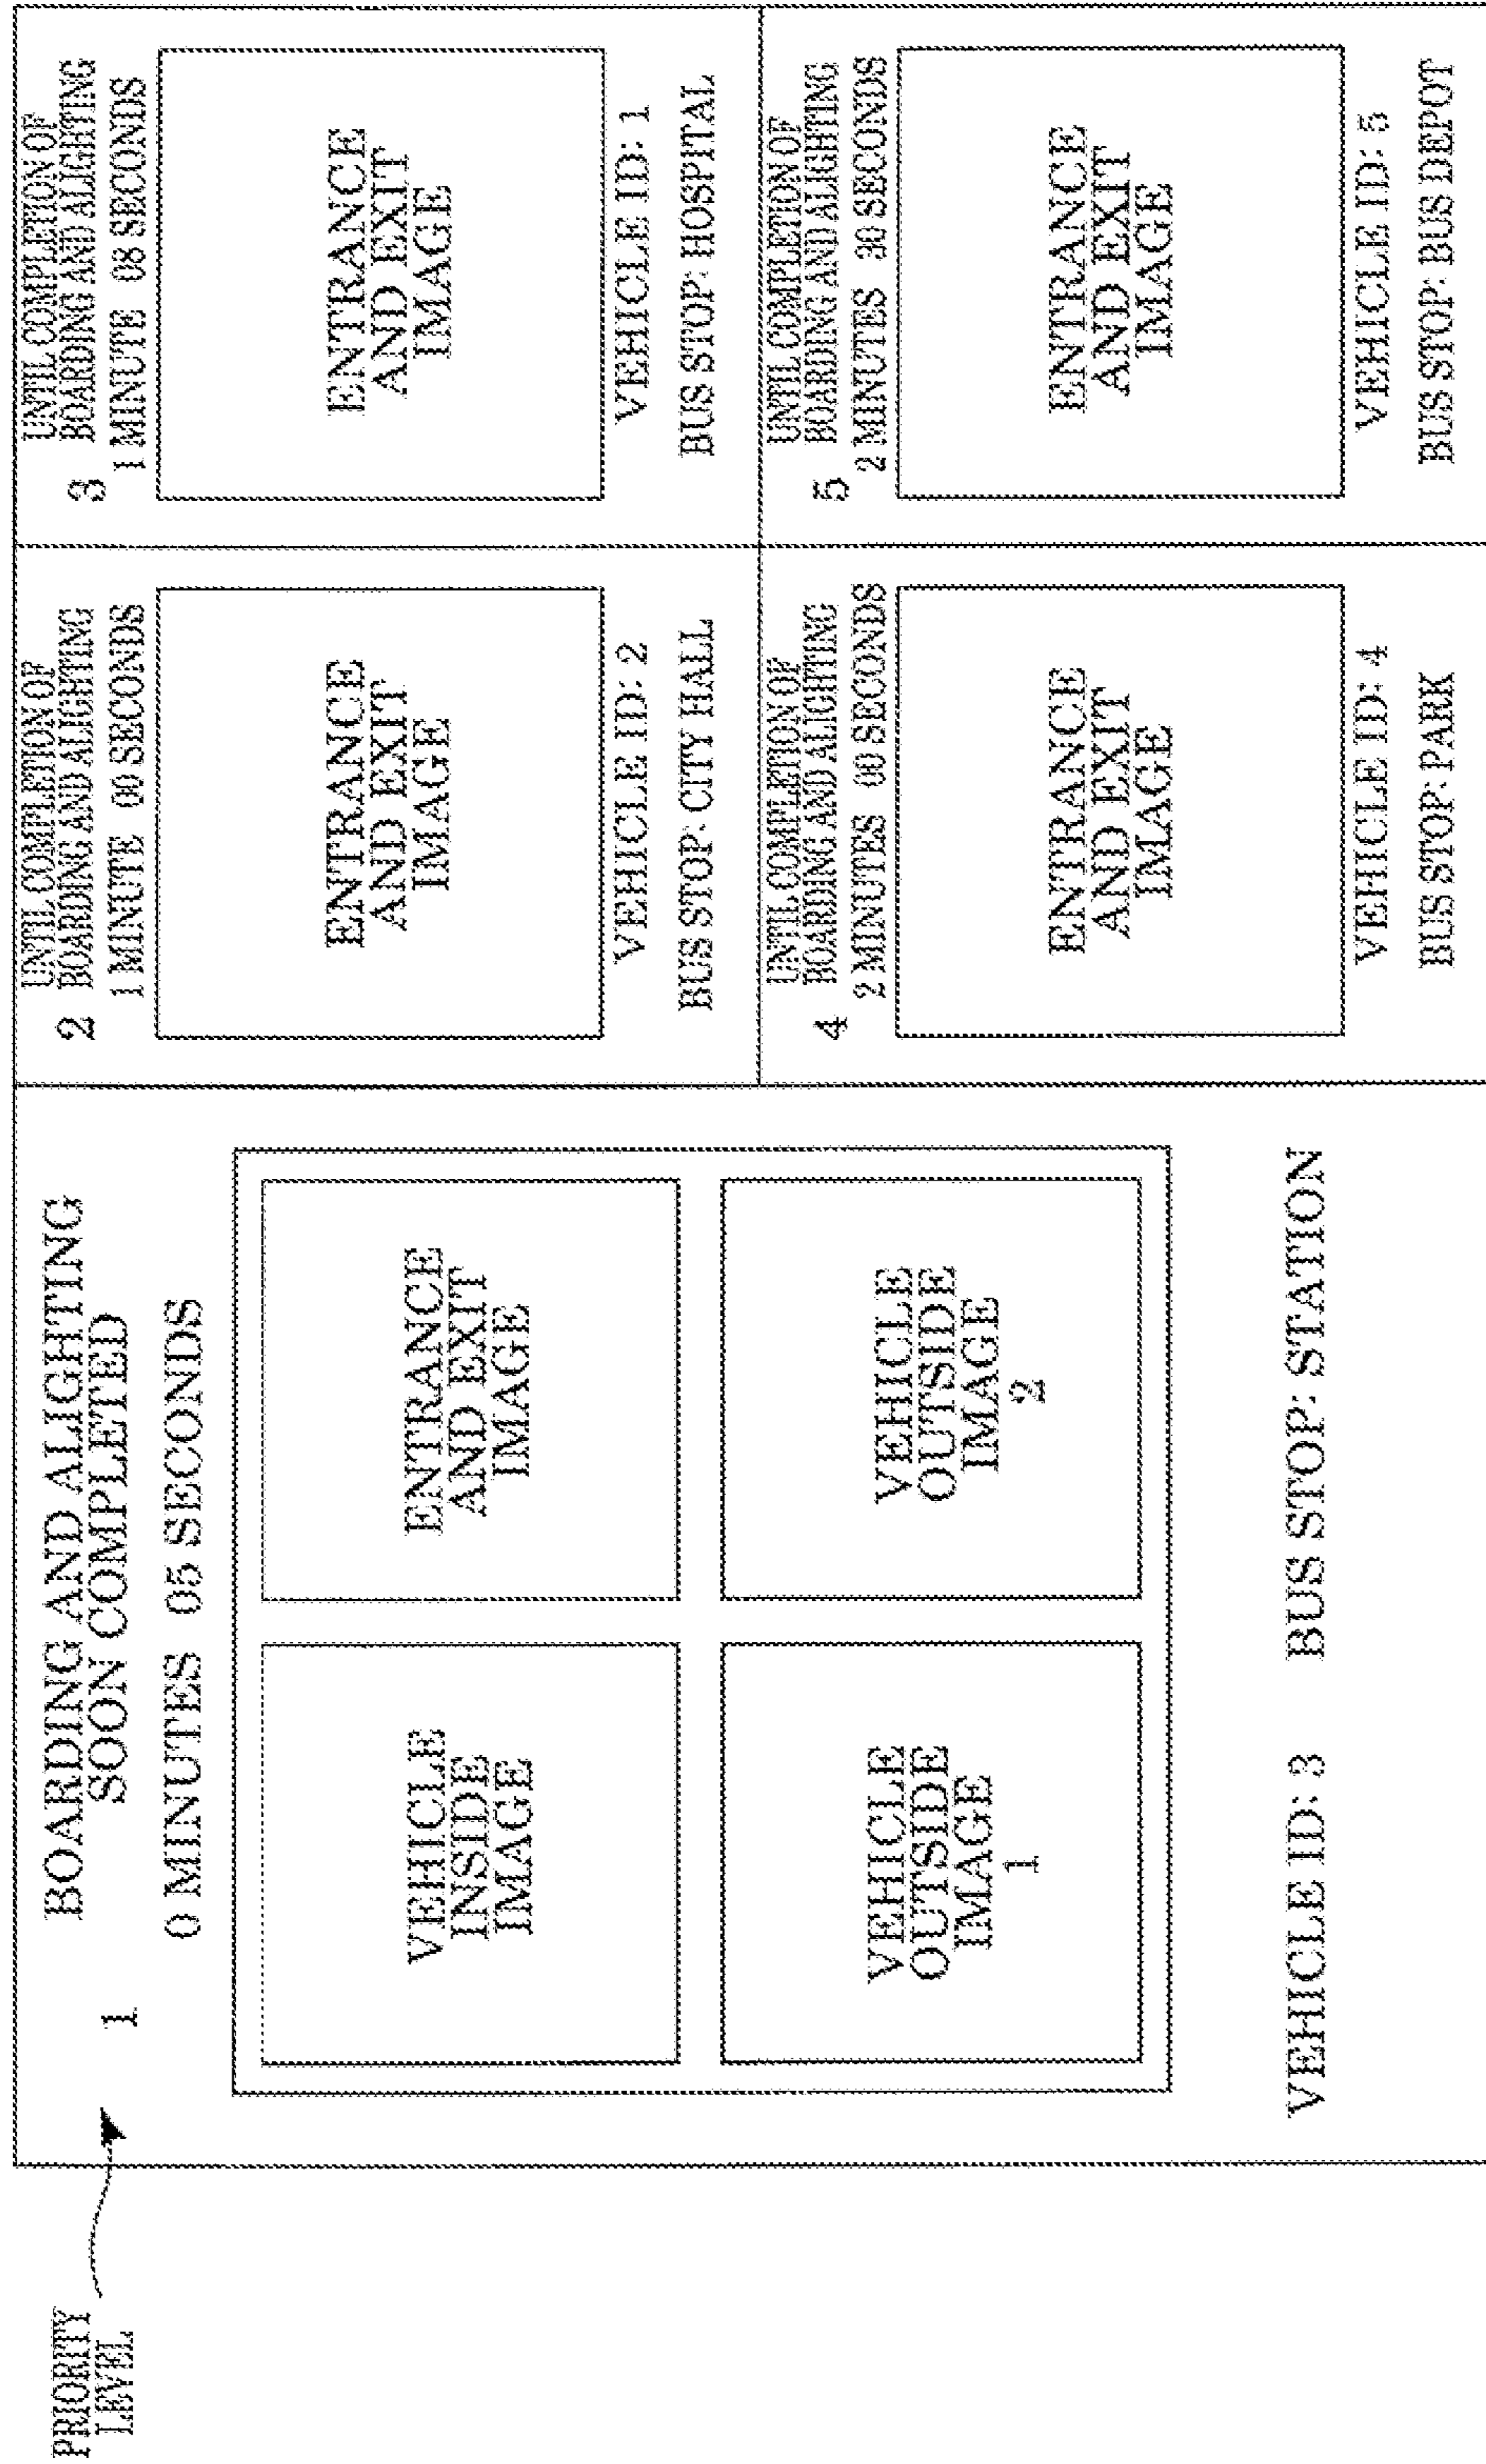 PRIORITY
LEVEL
1
BOARDING AND ALIGHTING
SOON COMPLETED
0 MINUTES 05 SECONDS
VEHICLE
INSIDE
IMAGE
ENTRANCE
AND EXIT
IMAGE
VEHICLE
OUTSIDE
IMAGE
1
VEHICLE
OUTSIDE
IMAGE
2
VEHICLE ID: 3 BUS STOP: STATION
2
UNTIL COMPLETION OF
BOARDING AND ALIGHTING
1 MINUTE 00 SECONDS
ENTRANCE
AND EXIT
IMAGE
VEHICLE ID: 2
BUS STOP: CITY HALL
3
UNTIL COMPLETION OF
BOARDING AND ALIGHTING
1 MINUTE 08 SECONDS
ENTRANCE
AND EXIT
IMAGE
VEHICLE ID: 1
BUS STOP: HOSPITAL
4
UNTIL COMPLETION OF
BOARDING AND ALIGHTING
2 MINUTES 00 SECONDS
ENTRANCE
AND EXIT
IMAGE
VEHICLE ID: 4
BUS STOP: PARK
5
UNTIL COMPLETION OF
BOARDING AND ALIGHTING
2 MINUTES 30 SECONDS
ENTRANCE
AND EXIT
IMAGE
VEHICLE ID: 5
BUS STOP: BUS DEPOT